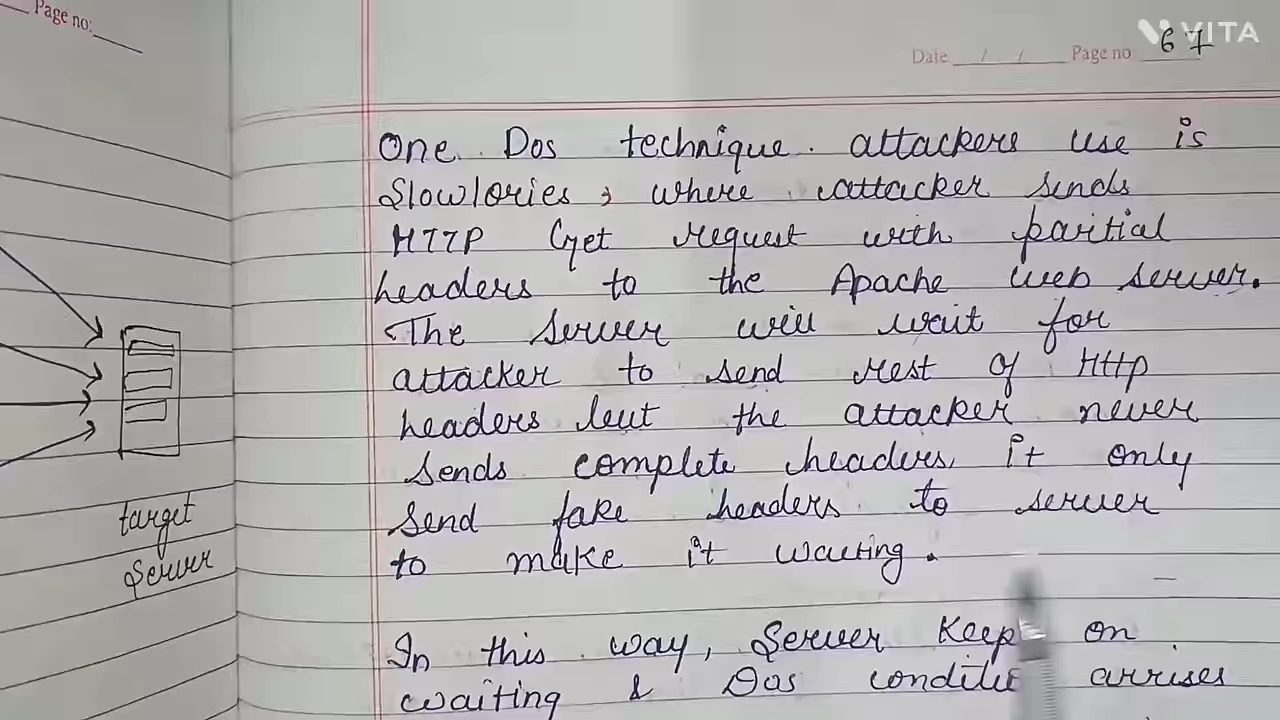 Page no:
VITA
Date / / Page no 67
One Dos technique. attackers use is
Slowlories, where attacker sends
HTTP Get request with partial
headers to the Apache web server.
The server will wait for
attacker to send rest of HTTP
headers but the attacker never
sends complete headers, it only
send fake headers to server
to make it waiting.
In this way, Server keep on
waiting & Dos arrises
target
server